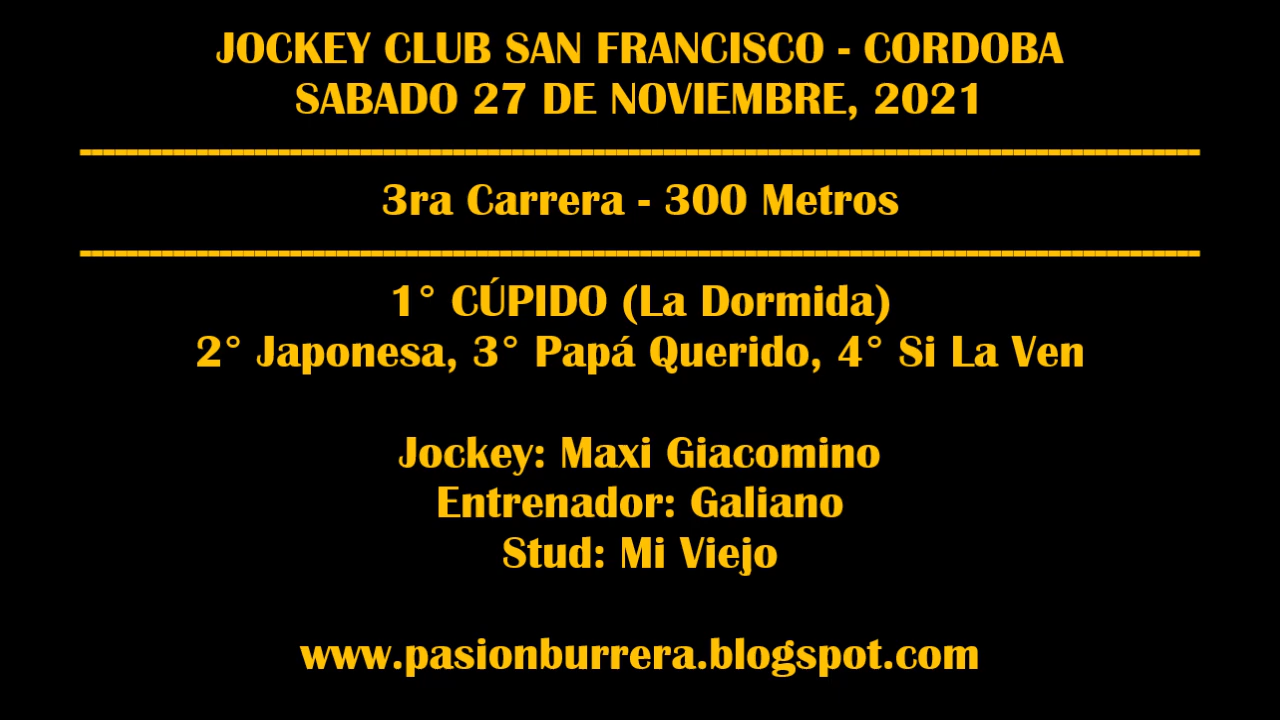 JOCKEY CLUB SAN FRANCISCO - CORDOBA
SABADO 27 DE NOVIEMBRE, 2021
3ra Carrera - 300 Metros
1° CÚPIDO (La Dormida)
2° Japonesa, 3° Papá Querido, 4° Si La Ven
Jockey: Maxi Giacomino
Entrenador: Galiano
Stud: Mi Viejo
www.pasionburrera.blogspot.com